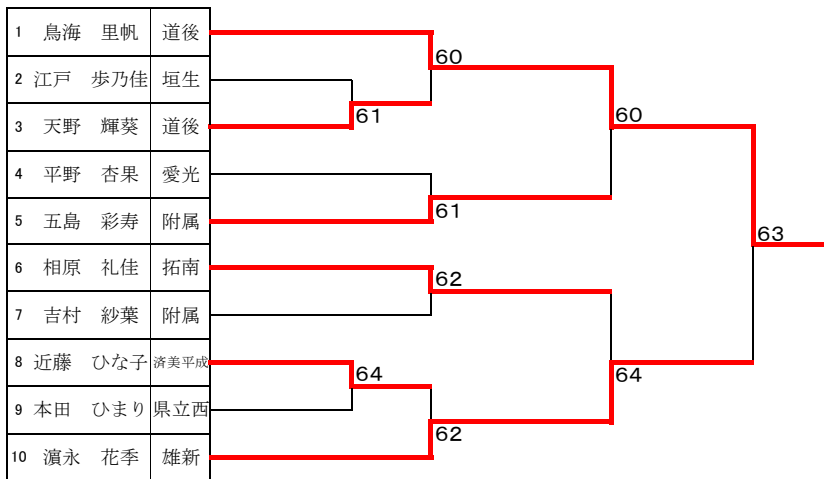 1 鳥海 里帆 道後
2 江戸 歩乃佳 垣生
3 天野 輝葵 道後
4 平野 杏果 愛光
5 五島 彩寿 附属
6 相原 礼佳 拓南
7 吉村 紗葉 附属
8 近藤 ひな子 済美平成
9 本田 ひまり 県立西
10 濵永 花季 雄新
60
61
60
61
63
62
64
64
62